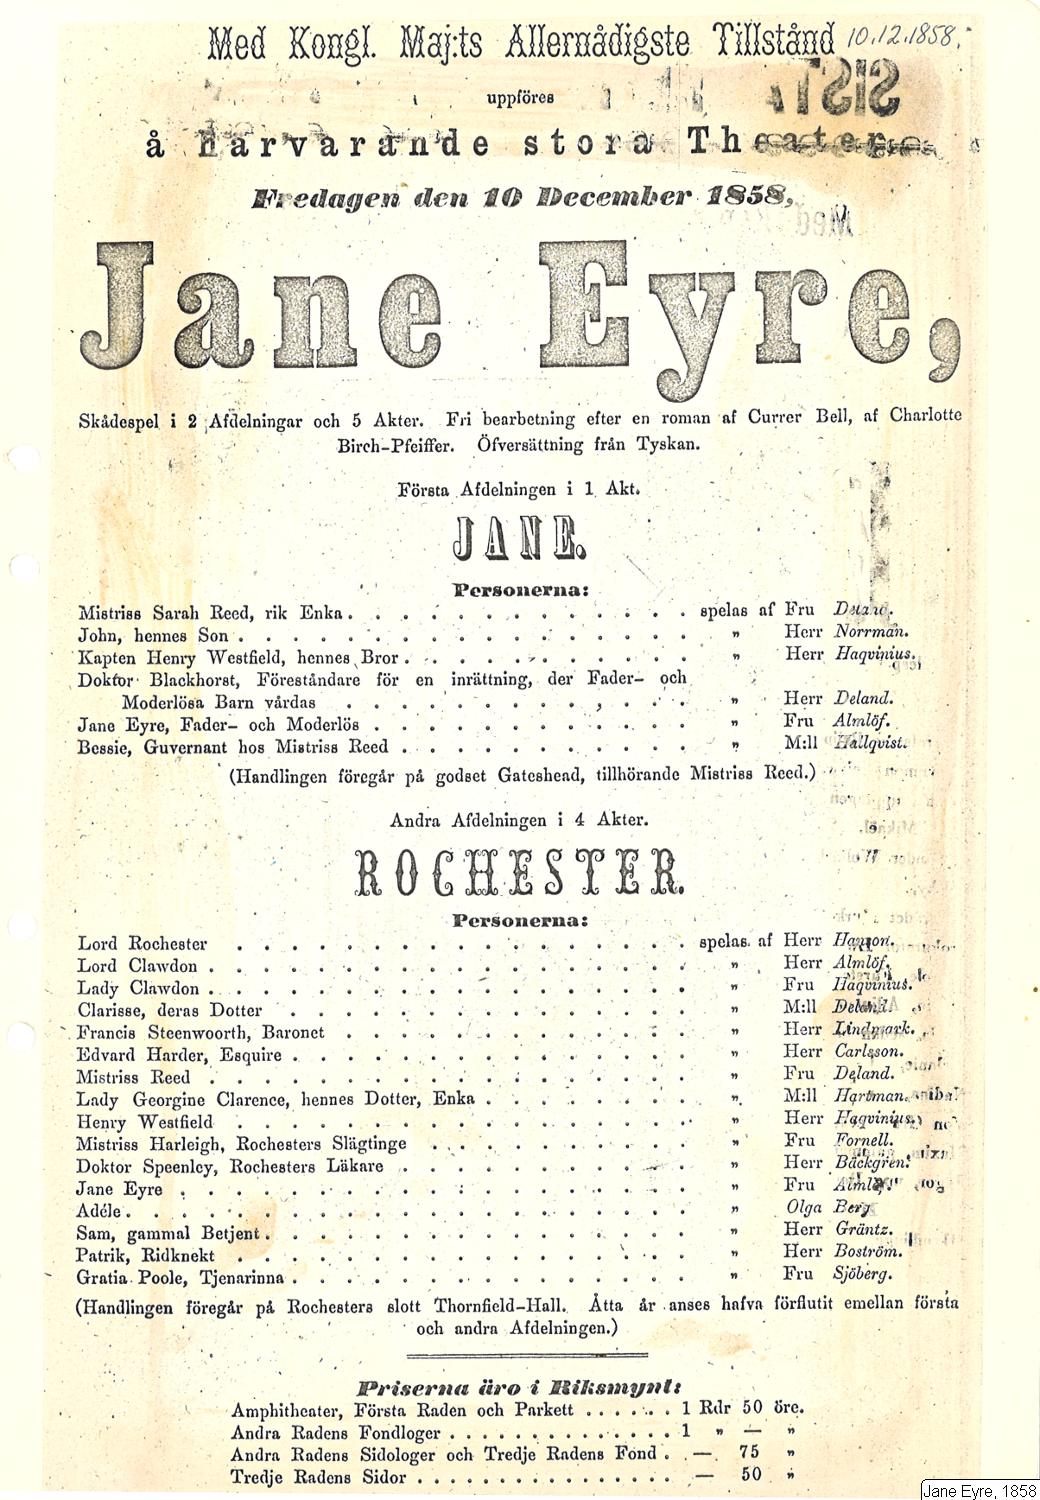 Med Kongl. Maj:ts Allernådigste Tillstånd 10.12.1858.
uppföres
å härvarande stora Theater,
Fredagen den 10 December 1858,
Jane Eyre,
Skådespel i 2 Afdelningar och 5 Akter. Fri bearbetning efter en roman af Currer Bell, af Charlotte
Birch-Pfeiffer. Öfversättning från Tyskan.
Första Afdelningen i 1 Akt.
JANE.
Personerna:
Mistriss Sarah Reed, rik Enka . . . . . . . . . . . . . spelas af Fru Deland.
John, hennes Son . . . . . . . . . . . . . . . . . „ Herr Norrman.
Kapten Henry Westfield, hennes Bror . . . . . . . . . . . „ Herr Haqvinius.
Doktor Blackhorst, Föreståndare för en inrättning, der Fader- och
Moderlösa Barn vårdas . . . . . . . . . . . . . „ Herr Deland.
Jane Eyre, Fader- och Moderlös . . . . . . . . . . . . „ Fru Almlöf.
Bessie, Guvernant hos Mistriss Reed . . . . . . . . . . . „ M:ll Hallqvist.
(Handlingen föregår på godset Gateshead, tillhörande Mistriss Reed.)
Andra Afdelningen i 4 Akter.
ROCHESTER.
Personerna:
Lord Rochester . . . . . . . . . . . . . . . . . spelas af Herr
Lord Clawdon . . . . . . . . . . . . . . . . . . „ Herr Almlöf.
Lady Clawdon . . . . . . . . . . . . . . . . . . „ Fru Haqvinius.
Clarisse, deras Dotter . . . . . . . . . . . . . . . . „ M:ll Deland.
Francis Steenwoorth, Baronet . . . . . . . . . . . . . „ Herr Lindmark.
Edvard Harder, Esquire . . . . . . . . . . . . . . . „ Herr Carlsson.
Mistriss Reed . . . . . . . . . . . . . . . . . . „ Fru Deland.
Lady Georgine Clarence, hennes Dotter, Enka . . . . . . . . „ M:ll Hartman.
Henry Westfield . . . . . . . . . . . . . . . . . „ Herr Haqvinius.
Mistriss Harleigh, Rochesters Slägtinge . . . . . . . . . . „ Fru Fornell.
Doktor Speenley, Rochesters Läkare . . . . . . . . . . . „ Herr Bäckgren.
Jane Eyre . . . . . . . . . . . . . . . . . . . „ Fru Almlöf.
Adéle . . . . . . . . . . . . . . . . . . . . . „ Olga Berg
Sam, gammal Betjent . . . . . . . . . . . . . . . . „ Herr Gräntz.
Patrik, Ridknekt . . . . . . . . . . . . . . . . . „ Herr Boström.
Gratia Poole, Tjenarinna . . . . . . . . . . . . . . . „ Fru Sjöberg.
(Handlingen föregår på Rochesters slott Thornfield-Hall. Åtta år anses hafva förflutit emellan första
och andra Afdelningen.)
Priserna äro i Riksmynt:
Amphitheater, Första Raden och Parkett . . . . . . 1 Rdr 50 öre.
Andra Radens Fondloger . . . . . . . . . . . . . 1 „ — „
Andra Radens Sidologer och Tredje Radens Fond . — 75 „
Tredje Radens Sidor . . . . . . . . . . . . . . — 50 „
Jane Eyre, 1858